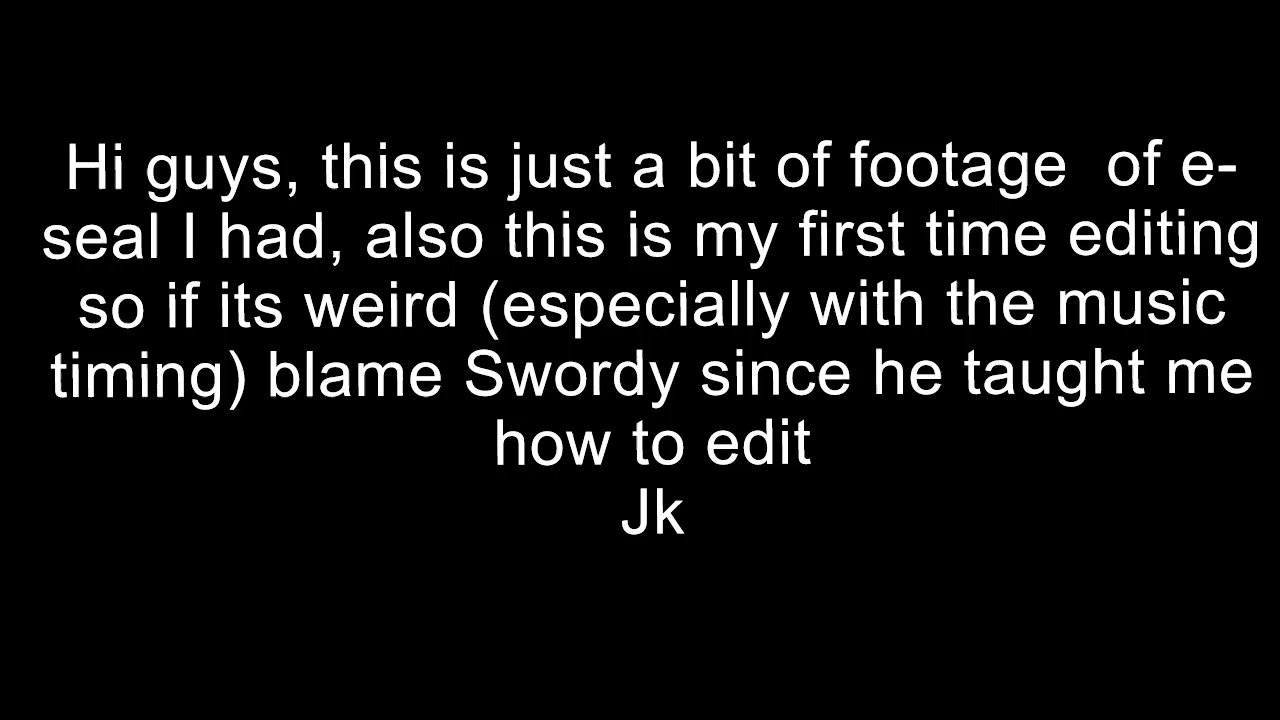 Hi guys, this is just a bit of footage  of e-
seal I had, also this is my first time editing
so if its weird (especially with the music
timing) blame Swordy since he taught me
how to edit
Jk